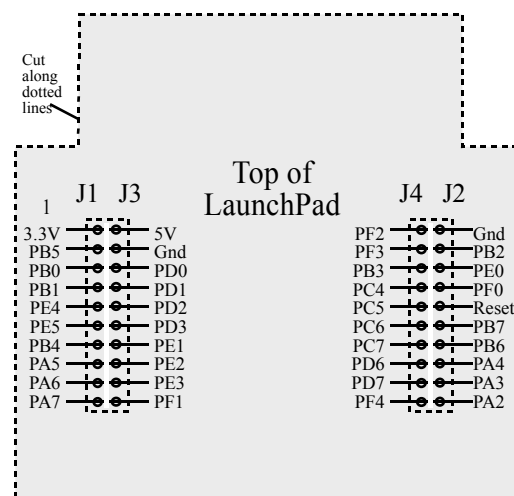 Cut
along
dotted
lines
Top of
LaunchPad
1 J1 J3
J4 J2
3.3V 5V
PB5 Gnd
PB0 PD0
PB1 PD1
PE4 PD2
PE5 PD3
PB4 PE1
PA5 PE2
PA6 PE3
PA7 PF1
PF2 Gnd
PF3 PB2
PB3 PE0
PC4 PF0
PC5 Reset
PC6 PB7
PC7 PB6
PD6 PA4
PD7 PA3
PF4 PA2